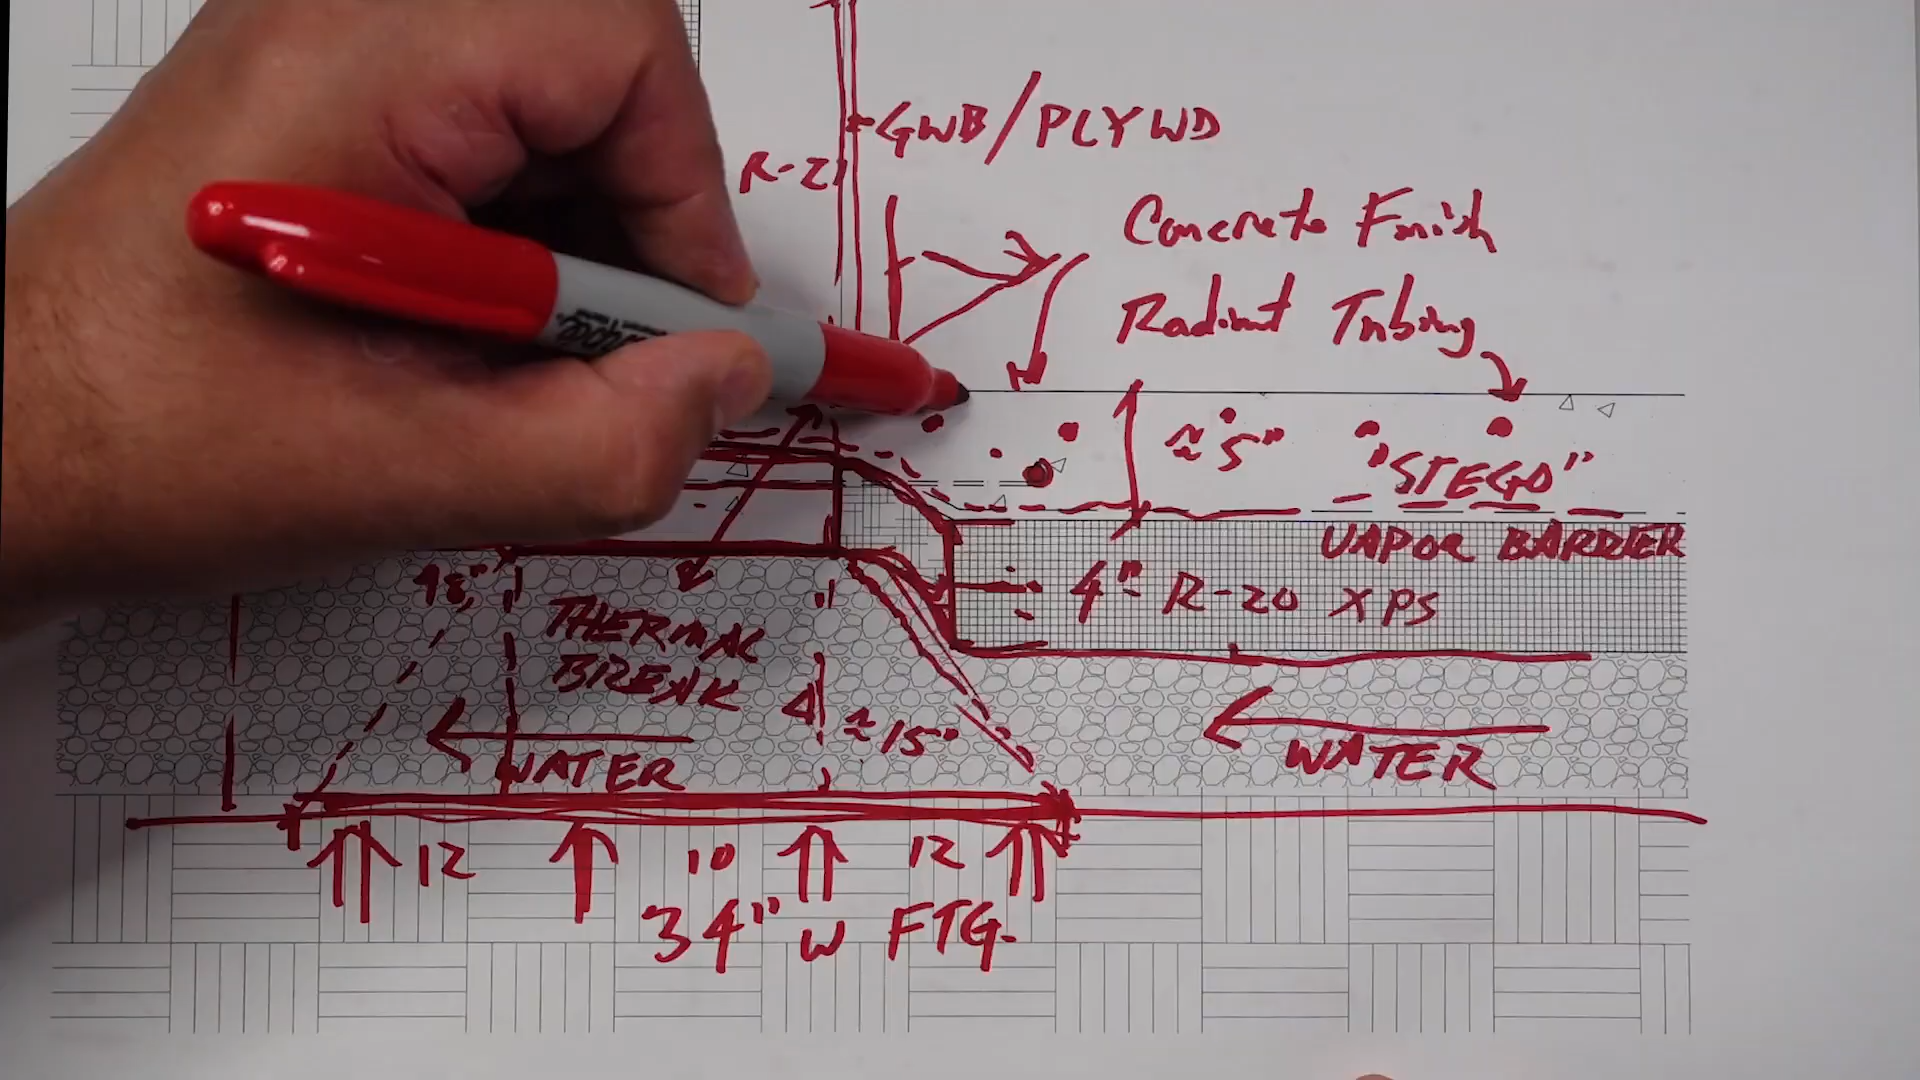 GWB/PLYWD
R-21
Concrete Finish
Radiant Tubing
≈5"
"STEGO"
VAPOR BARRIER
4" R-20 XPS
48"
THERMAL
BREAK
≈15"
WATER
WATER
12 10 12
34" W FTG.